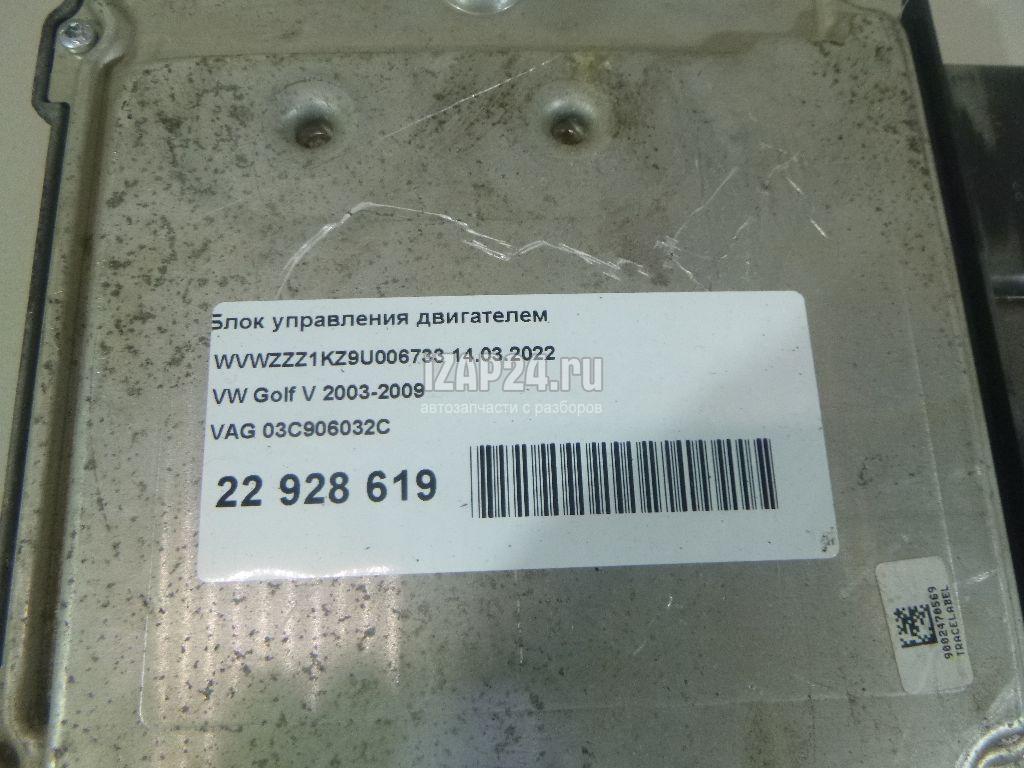 Блок управления двигателем
WVWZZZ1KZ9U006733 14.03.2022
VW Golf V 2003-2009
VAG 03C906032C
22 928 619
iZAP24.ru
автозапчасти с разборов
9002470569
TRACELABEL